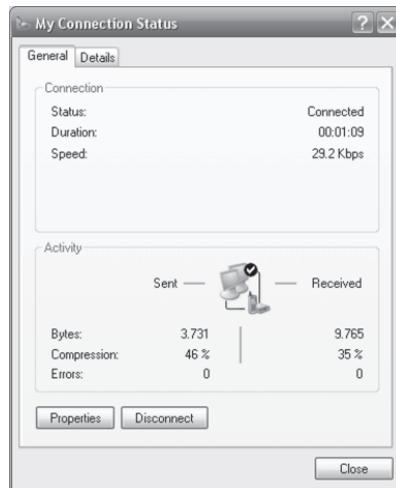 My Connection Status
General Details
Connection
Status: Connected
Duration: 00:01:09
Speed: 29.2 Kbps
Activity
Sent Received
Bytes: 3.731 9.765
Compression: 46 % 35 %
Errors: 0 0
Properties Disconnect
Close